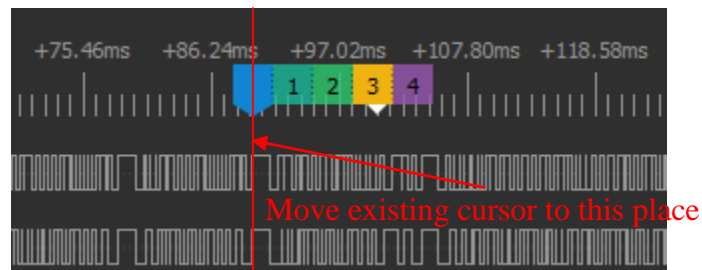 +75.46ms +86.24ms +97.02ms +107.80ms +118.58ms
1 2 3 4
Move existing cursor to this place